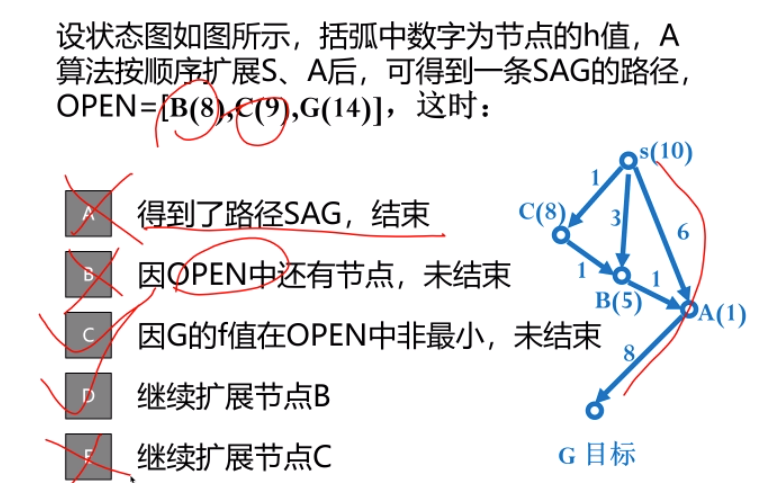 设状态图如图所示，括弧中数字为节点的h值，A
算法按顺序扩展S、A后，可得到一条SAG的路径，
OPEN=[B(8),C(9),G(14)]，这时：
A 得到了路径SAG，结束
B 因OPEN中还有节点，未结束
C 因G的f值在OPEN中非最小，未结束
D 继续扩展节点B
E 继续扩展节点C
s(10)
1
C(8)
3
6
1
B(5)
1
A(1)
8
G 目标